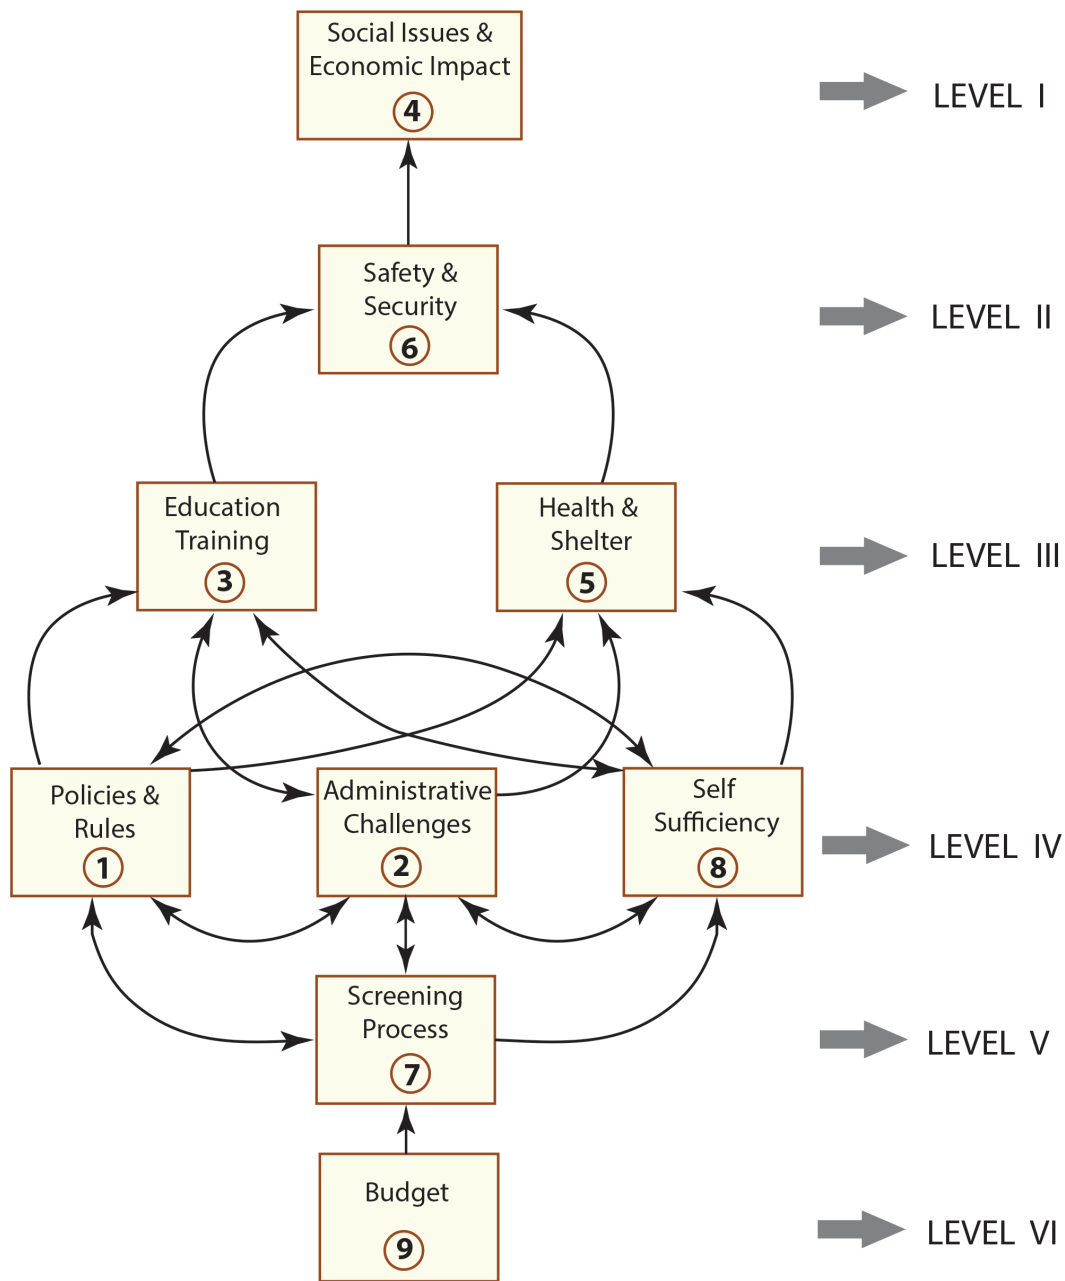 Social Issues &
Economic Impact
4
LEVEL I
Safety &
Security
6
LEVEL II
Education
Training
3
Health &
Shelter
5
LEVEL III
Policies &
Rules
1
Administrative
Challenges
2
Self
Sufficiency
8
LEVEL IV
Screening
Process
7
LEVEL V
Budget
9
LEVEL VI